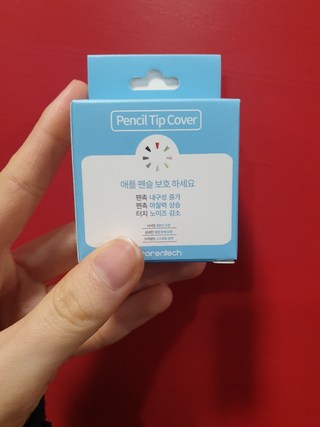 Pencil Tip Cover
애플 펜슬 보호 하세요
펜촉 내구성 증가
펜촉 마찰력 상승
터치 노이즈 감소